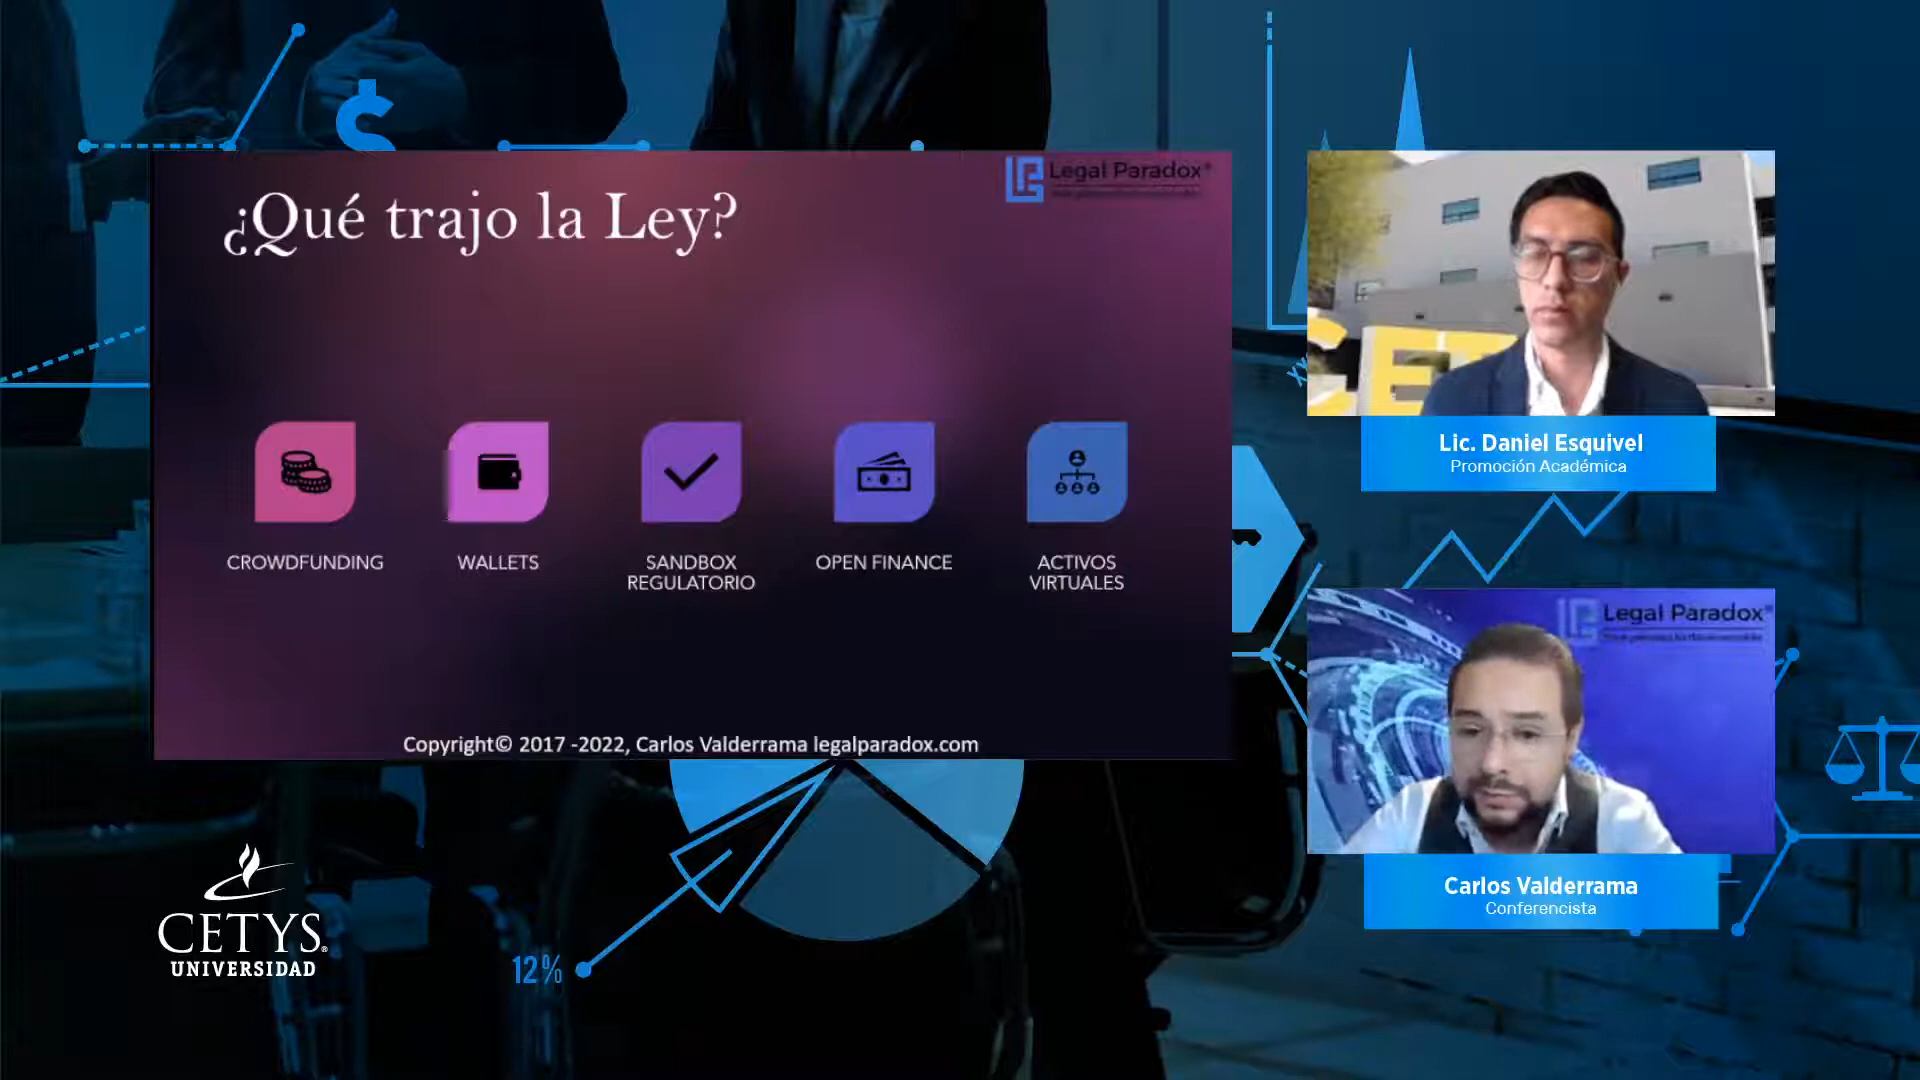 ¿Qué trajo la Ley?
Legal Paradox®
CROWDFUNDING
WALLETS
SANDBOX
REGULATORIO
OPEN FINANCE
ACTIVOS
VIRTUALES
Copyright© 2017 -2022, Carlos Valderrama legalparadox.com
Lic. Daniel Esquivel
Promoción Académica
Legal Paradox®
Carlos Valderrama
Conferencista
CETYS®
UNIVERSIDAD
12%